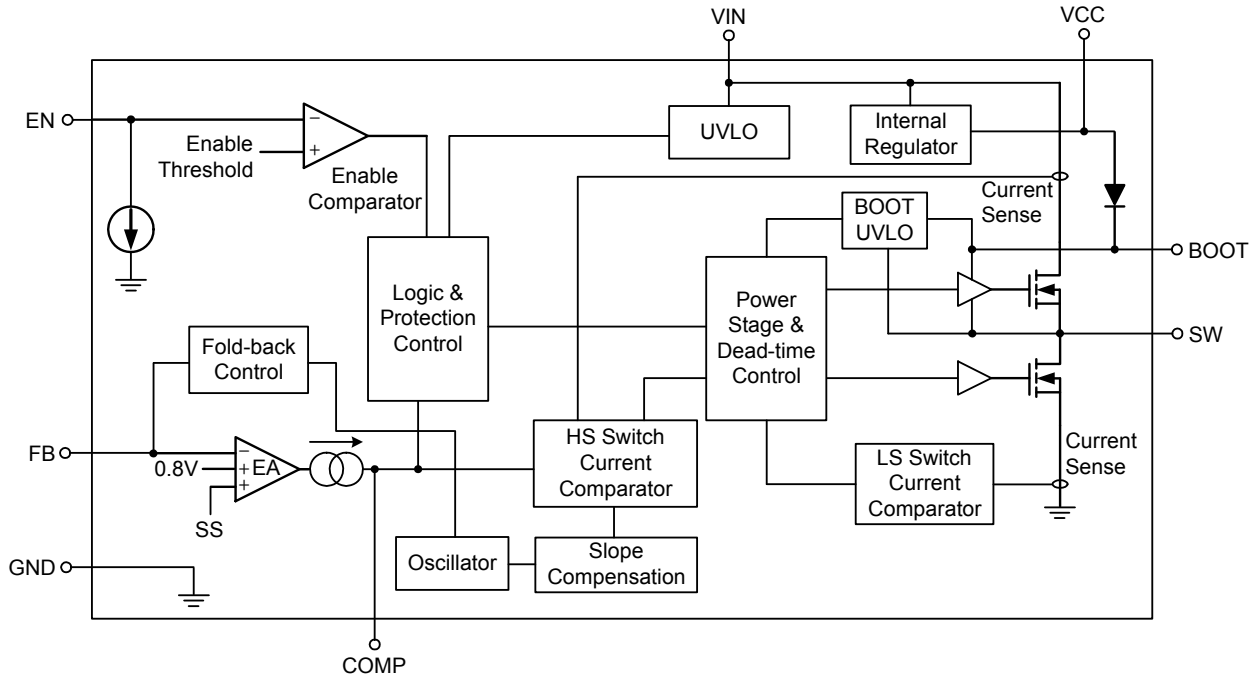 VIN
VCC
EN
Enable
Threshold
−
+
Enable
Comparator
UVLO
Internal
Regulator
Current
Sense
BOOT
UVLO
BOOT
Logic &
Protection
Control
Power
Stage &
Dead-time
Control
SW
Fold-back
Control
FB
0.8V
SS
−
+
+
EA
HS Switch
Current
Comparator
LS Switch
Current
Comparator
Current
Sense
GND
Oscillator
Slope
Compensation
COMP